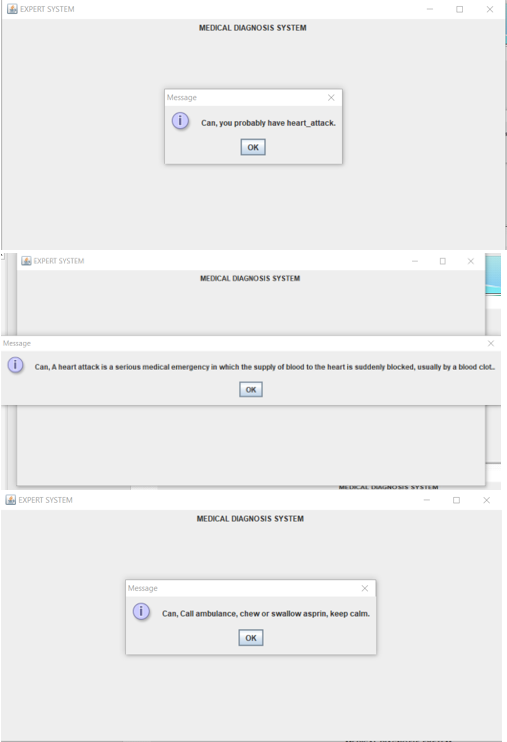 EXPERT SYSTEM
MEDICAL DIAGNOSIS SYSTEM
Message
Can, you probably have heart_attack.
OK
EXPERT SYSTEM
MEDICAL DIAGNOSIS SYSTEM
Message
Can, A heart attack is a serious medical emergency in which the supply of blood to the heart is suddenly blocked, usually by a blood clot..
OK
MEDICAL DIAGNOSIS SYSTEM
EXPERT SYSTEM
MEDICAL DIAGNOSIS SYSTEM
Message
Can, Call ambulance, chew or swallow asprin, keep calm.
OK